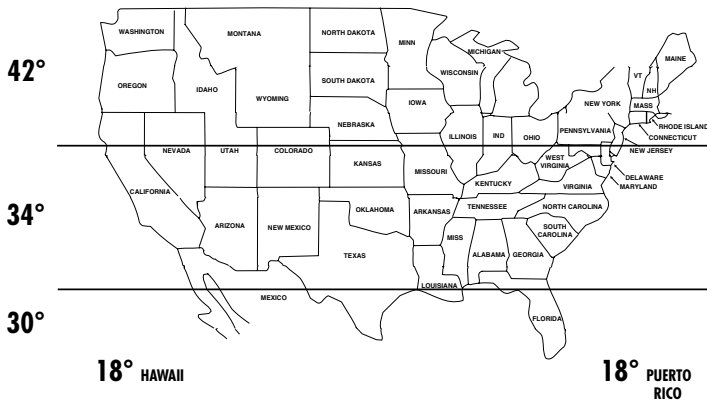 WASHINGTON
MONTANA
NORTH DAKOTA
MINN
MICHIGAN
MAINE
VT
NH
42°
OREGON
IDAHO
WYOMING
SOUTH DAKOTA
WISCONSIN
NEW YORK
MASS
IOWA
NEBRASKA
ILLINOIS
IND
OHIO
PENNSYLVANIA
RHODE ISLAND
CONNECTICUT
NEW JERSEY
NEVADA
UTAH
COLORADO
KANSAS
MISSOURI
WEST
VIRGINIA
DELAWARE
MARYLAND
CALIFORNIA
KENTUCKY
VIRGINIA
34°
ARIZONA
NEW MEXICO
OKLAHOMA
ARKANSAS
TENNESSEE
NORTH CAROLINA
SOUTH
CAROLINA
TEXAS
MISS
ALABAMA
GEORGIA
LOUISIANA
MEXICO
30°
FLORIDA
18° HAWAII
18° PUERTO
RICO